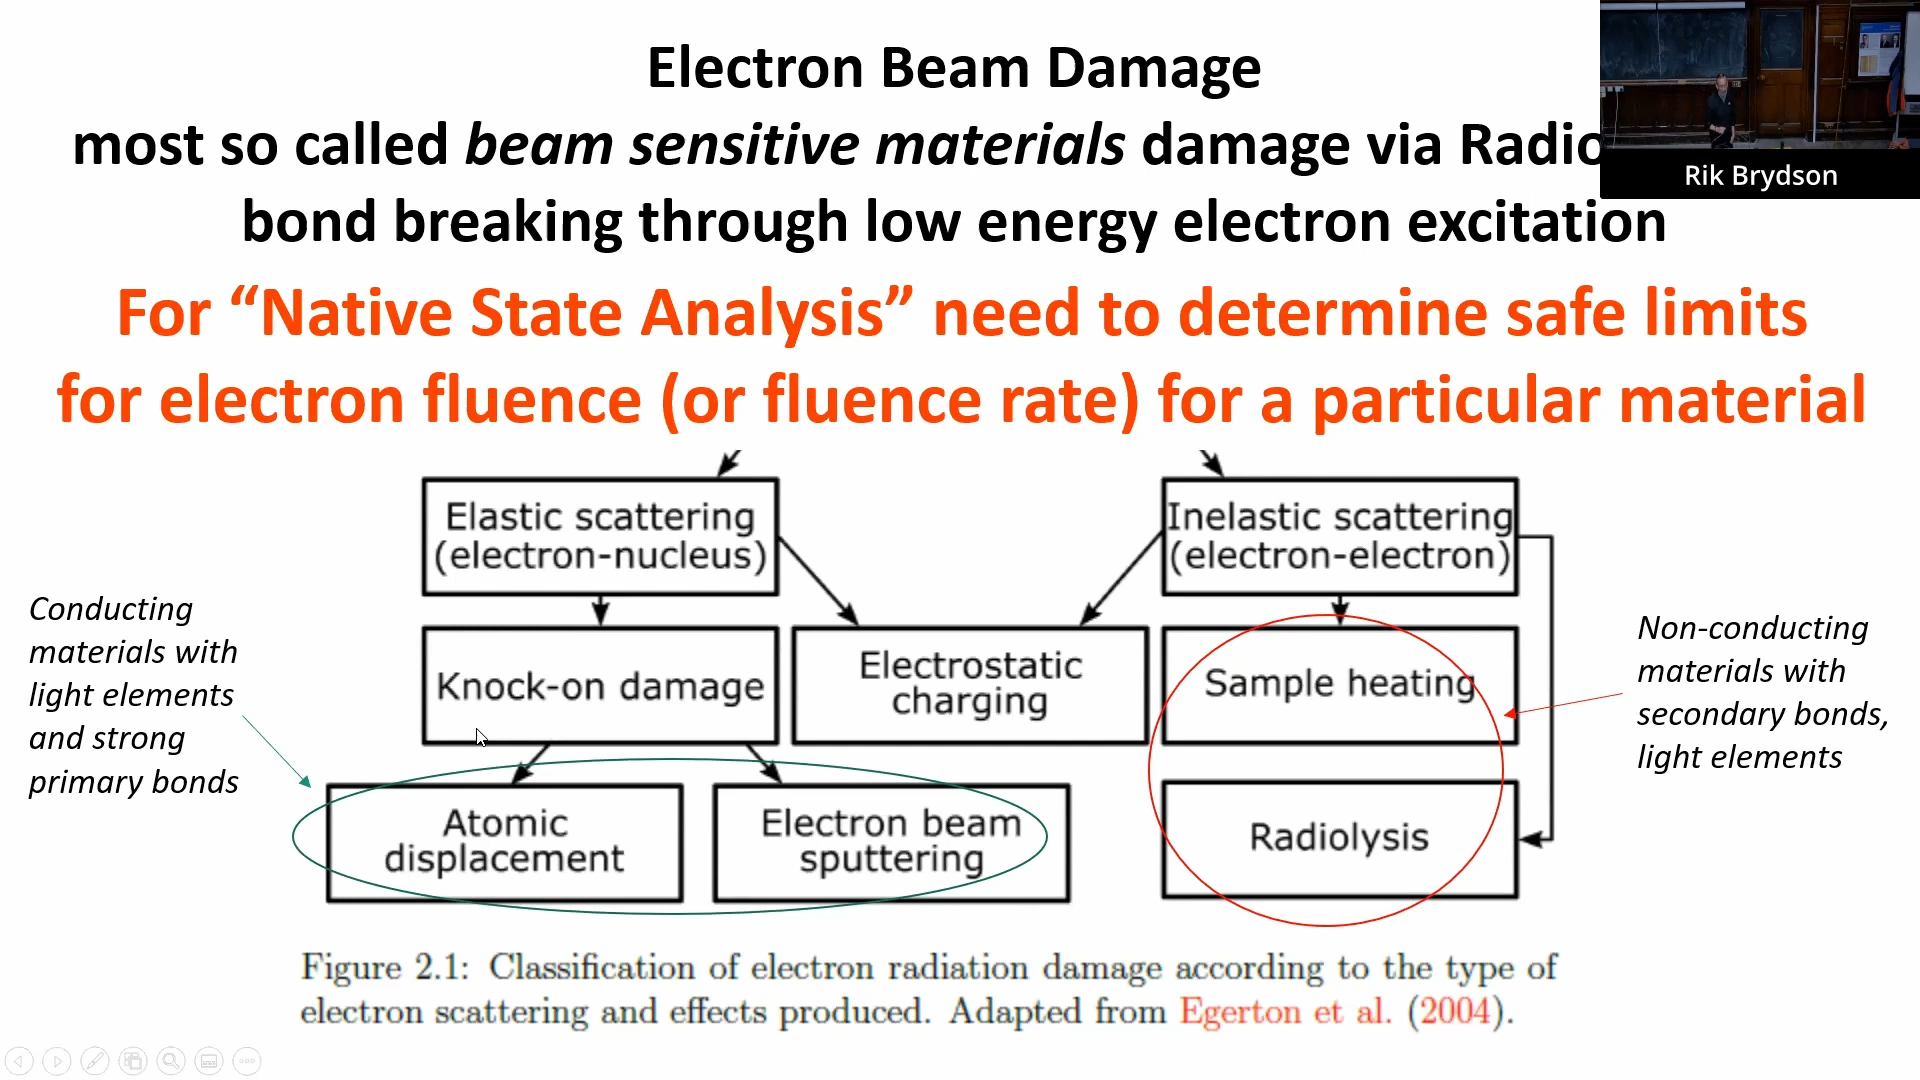 Electron Beam Damage
most so called beam sensitive materials damage via Radio
bond breaking through low energy electron excitation
Rik Brydson
For “Native State Analysis” need to determine safe limits
for electron fluence (or fluence rate) for a particular material
Elastic scattering
(electron-nucleus)
Inelastic scattering
(electron-electron)
Conducting
materials with
light elements
and strong
primary bonds
Knock-on damage
Electrostatic
charging
Sample heating
Non-conducting
materials with
secondary bonds,
light elements
Atomic
displacement
Electron beam
sputtering
Radiolysis
Figure 2.1: Classification of electron radiation damage according to the type of
electron scattering and effects produced. Adapted from Egerton et al. (2004).